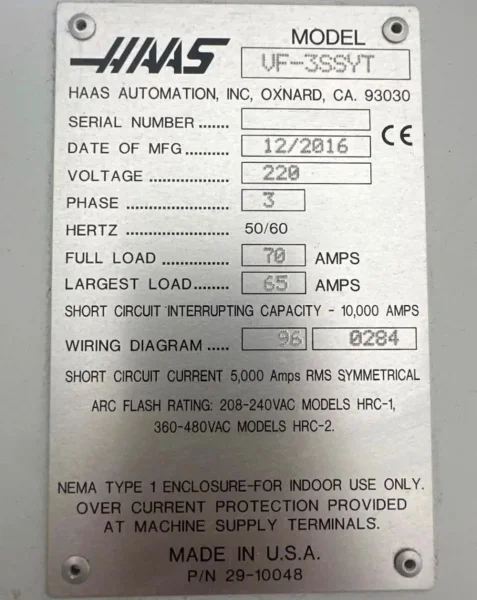 HAAS
MODEL
VF-3SSYT
HAAS AUTOMATION, INC, OXNARD, CA. 93030
SERIAL NUMBER .......
DATE OF MFG .......... 12/2016
CE
VOLTAGE ................. 220
PHASE ..................... 3
HERTZ ..................... 50/60
FULL LOAD .............. 70 AMPS
LARGEST LOAD........ 65 AMPS
SHORT CIRCUIT INTERRUPTING CAPACITY - 10,000 AMPS
WIRING DIAGRAM ..... 96 0284
SHORT CIRCUIT CURRENT 5,000 Amps RMS SYMMETRICAL
ARC FLASH RATING: 208-240VAC MODELS HRC-1,
360-480VAC MODELS HRC-2.
NEMA TYPE 1 ENCLOSURE-FOR INDOOR USE ONLY.
OVER CURRENT PROTECTION PROVIDED
AT MACHINE SUPPLY TERMINALS.
MADE IN U.S.A.
P/N 29-10048